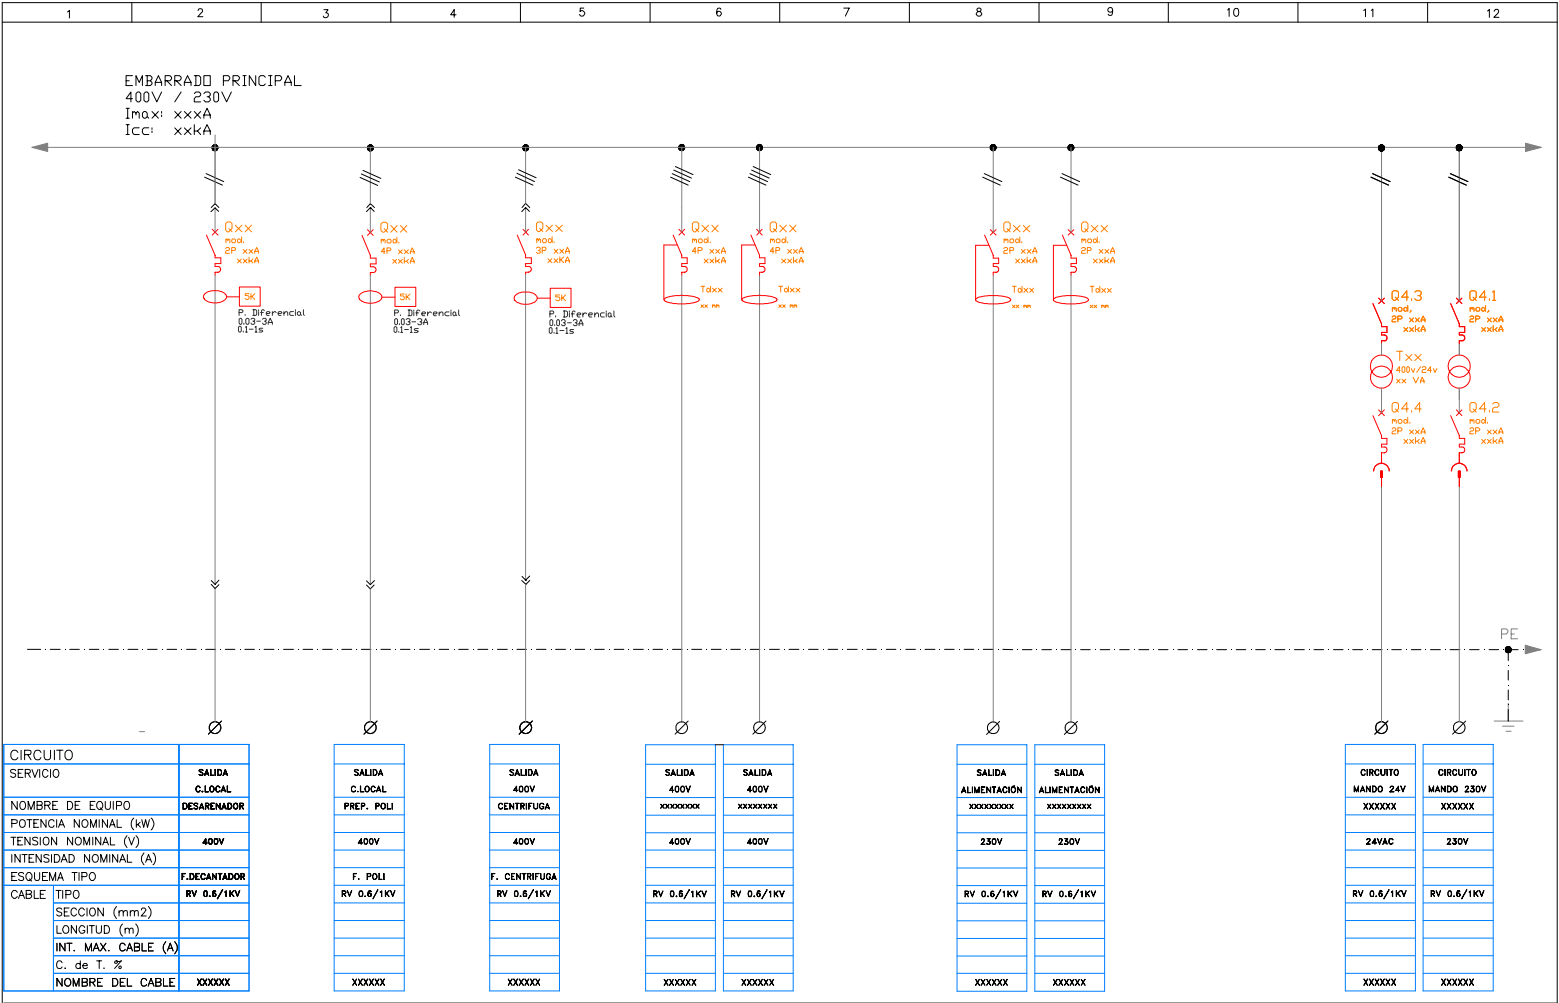 1 2 3 4 5 6 7 8 9 10 11 12
EMBARRADO PRINCIPAL
400V / 230V
Imax: xxxA
Icc: xxkA
Qxx
mod.
2P xxA
xxkA
5K
P. Diferencial
0.03-3A
0.1-1s
Qxx
mod.
4P xxA
xxkA
5K
P. Diferencial
0.03-3A
0.1-1s
Qxx
mod.
3P xxA
xxKA
5K
P. Diferencial
0.03-3A
0.1-1s
Qxx
mod.
4P xxA
xxkA
Tdxx
xx mm
Qxx
mod.
4P xxA
xxkA
Tdxx
xx mm
Qxx
mod.
2P xxA
xxkA
Tdxx
xx mm
Qxx
mod.
2P xxA
xxkA
Tdxx
xx mm
Q4.3
mod,
2P xxA
xxkA
Txx
400v/24v
xx VA
Q4.4
mod.
2P xxA
xxkA
Q4.1
mod,
2P xxA
xxkA
Q4.2
mod.
2P xxA
xxkA
PE
CIRCUITO
SERVICIO SALIDA SALIDA SALIDA SALIDA SALIDA SALIDA SALIDA CIRCUITO CIRCUITO
C.LOCAL C.LOCAL 400V 400V 400V ALIMENTACIÓN ALIMENTACIÓN MANDO 24V MANDO 230V
NOMBRE DE EQUIPO DESARENADOR PREP. POLI CENTRIFUGA xxxxxxxx xxxxxxxx xxxxxxxxx xxxxxxxxx XXXXXX XXXXXX
POTENCIA NOMINAL (kW)
TENSION NOMINAL (V) 400V 400V 400V 400V 400V 230V 230V 24VAC 230V
INTENSIDAD NOMINAL (A)
ESQUEMA TIPO F.DECANTADOR F. POLI F. CENTRIFUGA
CABLE TIPO RV 0.6/1KV RV 0.6/1KV RV 0.6/1KV RV 0.6/1KV RV 0.6/1KV RV 0.6/1KV RV 0.6/1KV RV 0.6/1KV RV 0.6/1KV
SECCION (mm2)
LONGITUD (m)
INT. MAX. CABLE (A)
C. de T. %
NOMBRE DEL CABLE XXXXXX XXXXXX XXXXXX XXXXXX XXXXXX XXXXXX XXXXXX XXXXXX XXXXXX